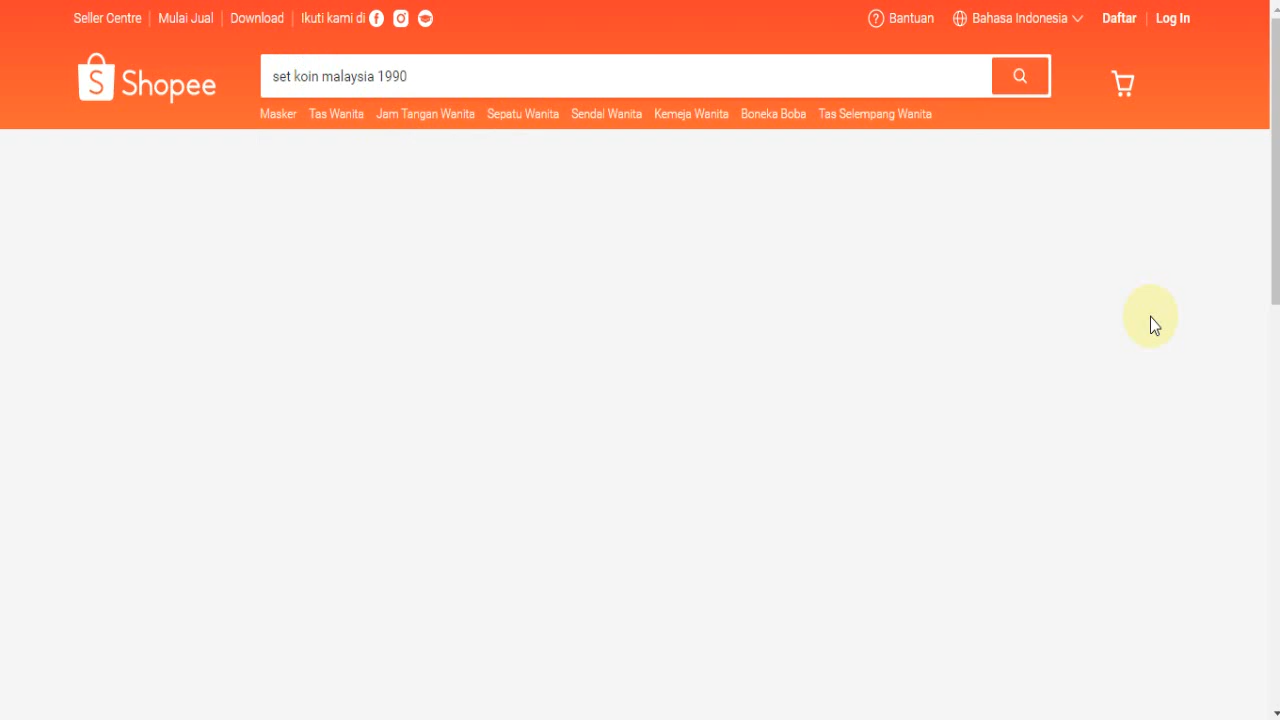 Seller Centre Mulai Jual Download Ikuti kami di Bantuan Bahasa Indonesia Daftar Log In
S Shopee set koin malaysia 1990
Masker Tas Wanita Jam Tangan Wanita Sepatu Wanita Sendal Wanita Kemeja Wanita Boneka Boba Tas Selempang Wanita